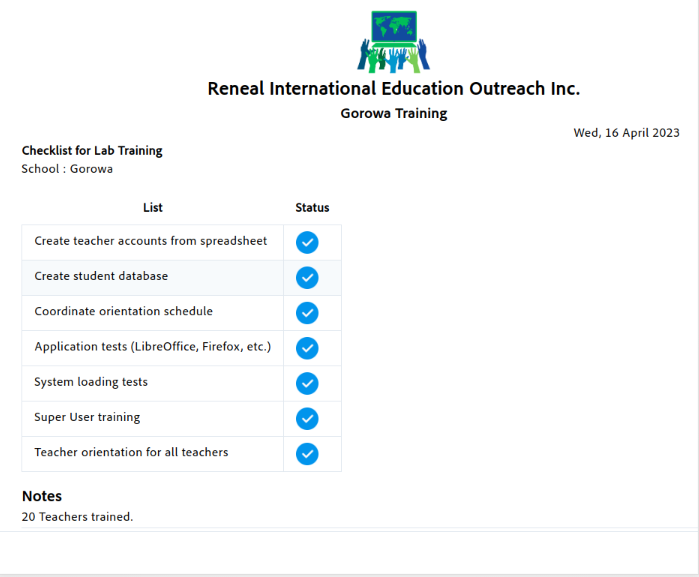 Reneal International Education Outreach Inc.
Gorowa Training
Wed, 16 April 2023
Checklist for Lab Training
School : Gorowa
List Status
Create teacher accounts from spreadsheet
Create student database
Coordinate orientation schedule
Application tests (LibreOffice, Firefox, etc.)
System loading tests
Super User training
Teacher orientation for all teachers
Notes
20 Teachers trained.